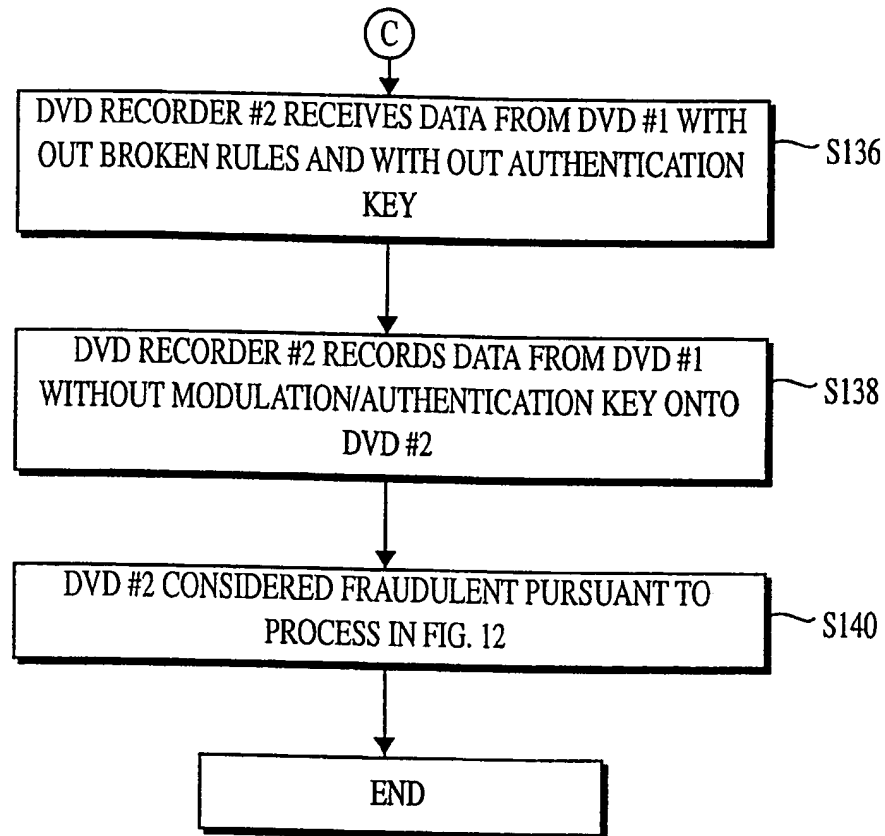 C
DVD RECORDER #2 RECEIVES DATA FROM DVD #1 WITH
OUT BROKEN RULES AND WITH OUT AUTHENTICATION
KEY
S136
DVD RECORDER #2 RECORDS DATA FROM DVD #1
WITHOUT MODULATION/AUTHENTICATION KEY ONTO
DVD #2
S138
DVD #2 CONSIDERED FRAUDULENT PURSUANT TO
PROCESS IN FIG. 12
S140
END